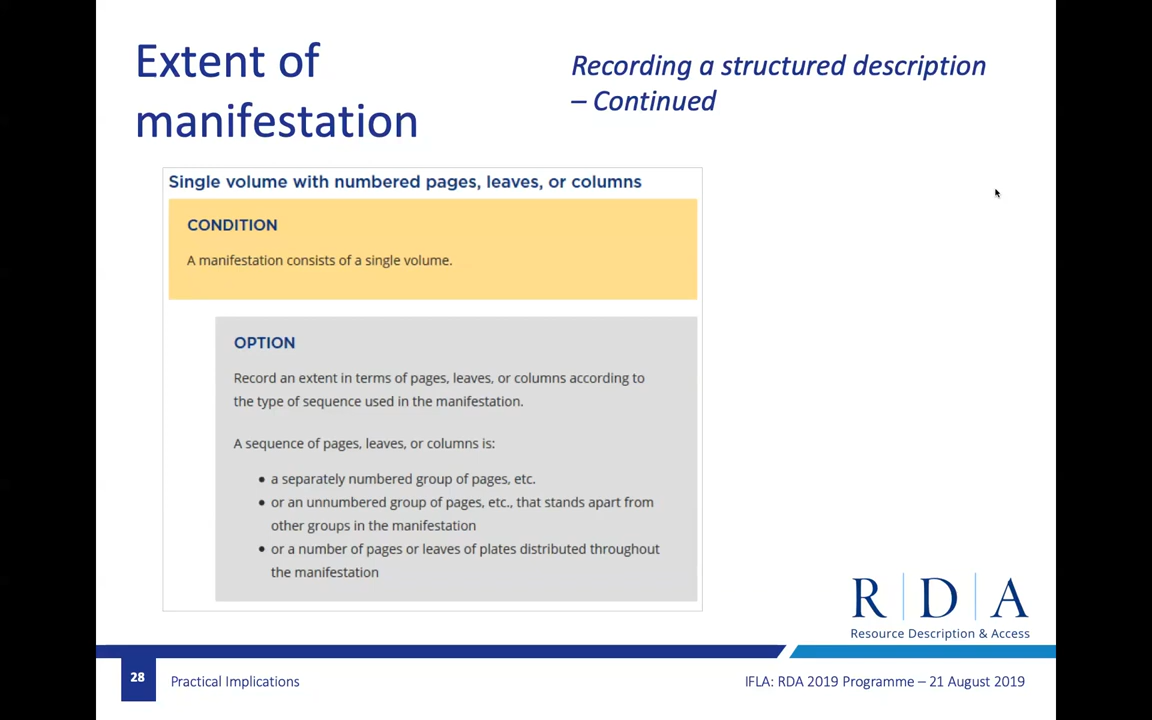 Extent of
manifestation
Recording a structured description
– Continued
Single volume with numbered pages, leaves, or columns
CONDITION
A manifestation consists of a single volume.
OPTION
Record an extent in terms of pages, leaves, or columns according to
the type of sequence used in the manifestation.
A sequence of pages, leaves, or columns is:
• a separately numbered group of pages, etc.
• or an unnumbered group of pages, etc., that stands apart from
other groups in the manifestation
• or a number of pages or leaves of plates distributed throughout
the manifestation
R D A
Resource Description & Access
28
Practical Implications
IFLA: RDA 2019 Programme – 21 August 2019